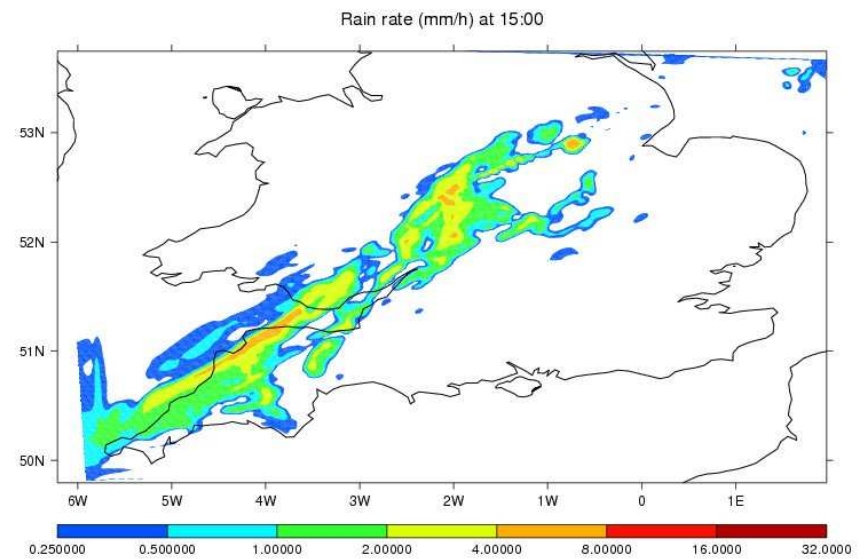 Rain rate (mm/h) at 15:00
53N
52N
51N
50N
6W 5W 4W 3W 2W 1W 0 1E
0.250000 0.500000 1.00000 2.00000 4.00000 8.00000 16.0000 32.0000